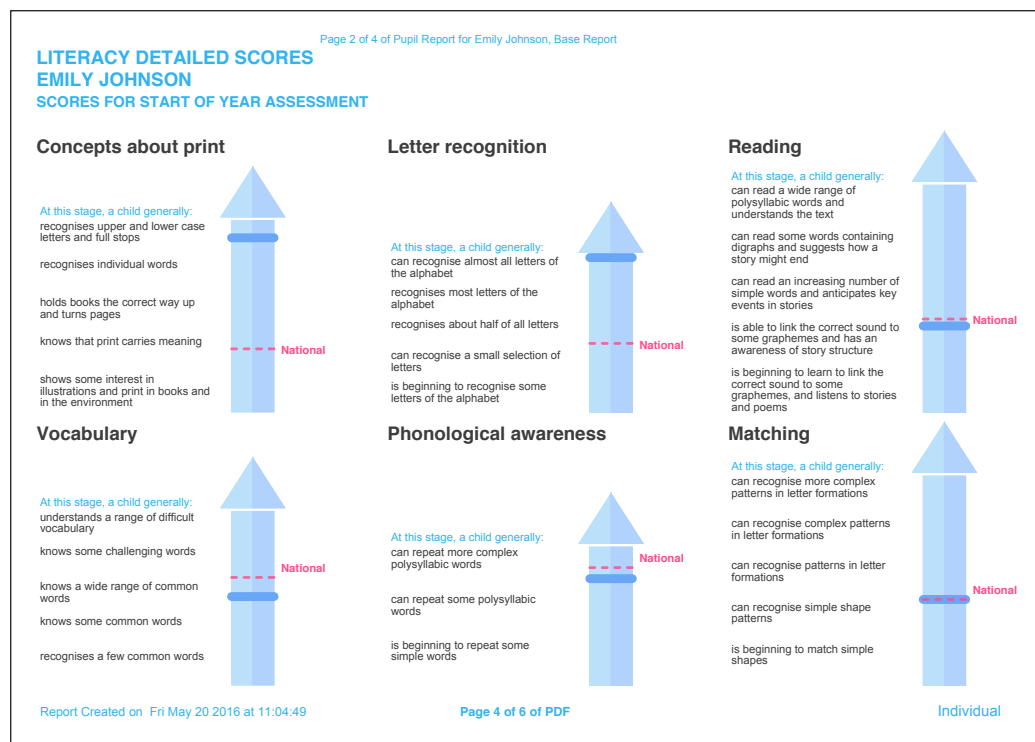 Page 2 of 4 of Pupil Report for Emily Johnson, Base Report
LITERACY DETAILED SCORES
EMILY JOHNSON
SCORES FOR START OF YEAR ASSESSMENT
Concepts about print
At this stage, a child generally:
recognises upper and lower case
letters and full stops
recognises individual words
holds books the correct way up
and turns pages
knows that print carries meaning
shows some interest in
illustrations and print in books and
in the environment
National
Letter recognition
At this stage, a child generally:
can recognise almost all letters of
the alphabet
recognises most letters of the
alphabet
recognises about half of all letters
can recognise a small selection of
letters
is beginning to recognise some
letters of the alphabet
National
Reading
At this stage, a child generally:
can read a wide range of
polysyllabic words and
understands the text
can read some words containing
digraphs and suggests how a
story might end
can read an increasing number of
simple words and anticipates key
events in stories
is able to link the correct sound to
some graphemes and has an
awareness of story structure
is beginning to learn to link the
correct sound to some
graphemes, and listens to stories
and poems
National
Vocabulary
At this stage, a child generally:
understands a range of difficult
vocabulary
knows some challenging words
knows a wide range of common
words
knows some common words
recognises a few common words
National
Phonological awareness
At this stage, a child generally:
can repeat more complex
polysyllabic words
can repeat some polysyllabic
words
is beginning to repeat some
simple words
National
Matching
At this stage, a child generally:
can recognise more complex
patterns in letter formations
can recognise complex patterns
in letter formations
can recognise patterns in letter
formations
can recognise simple shape
patterns
is beginning to match simple
shapes
National
Report Created on Fri May 20 2016 at 11:04:49
Page 4 of 6 of PDF
Individual